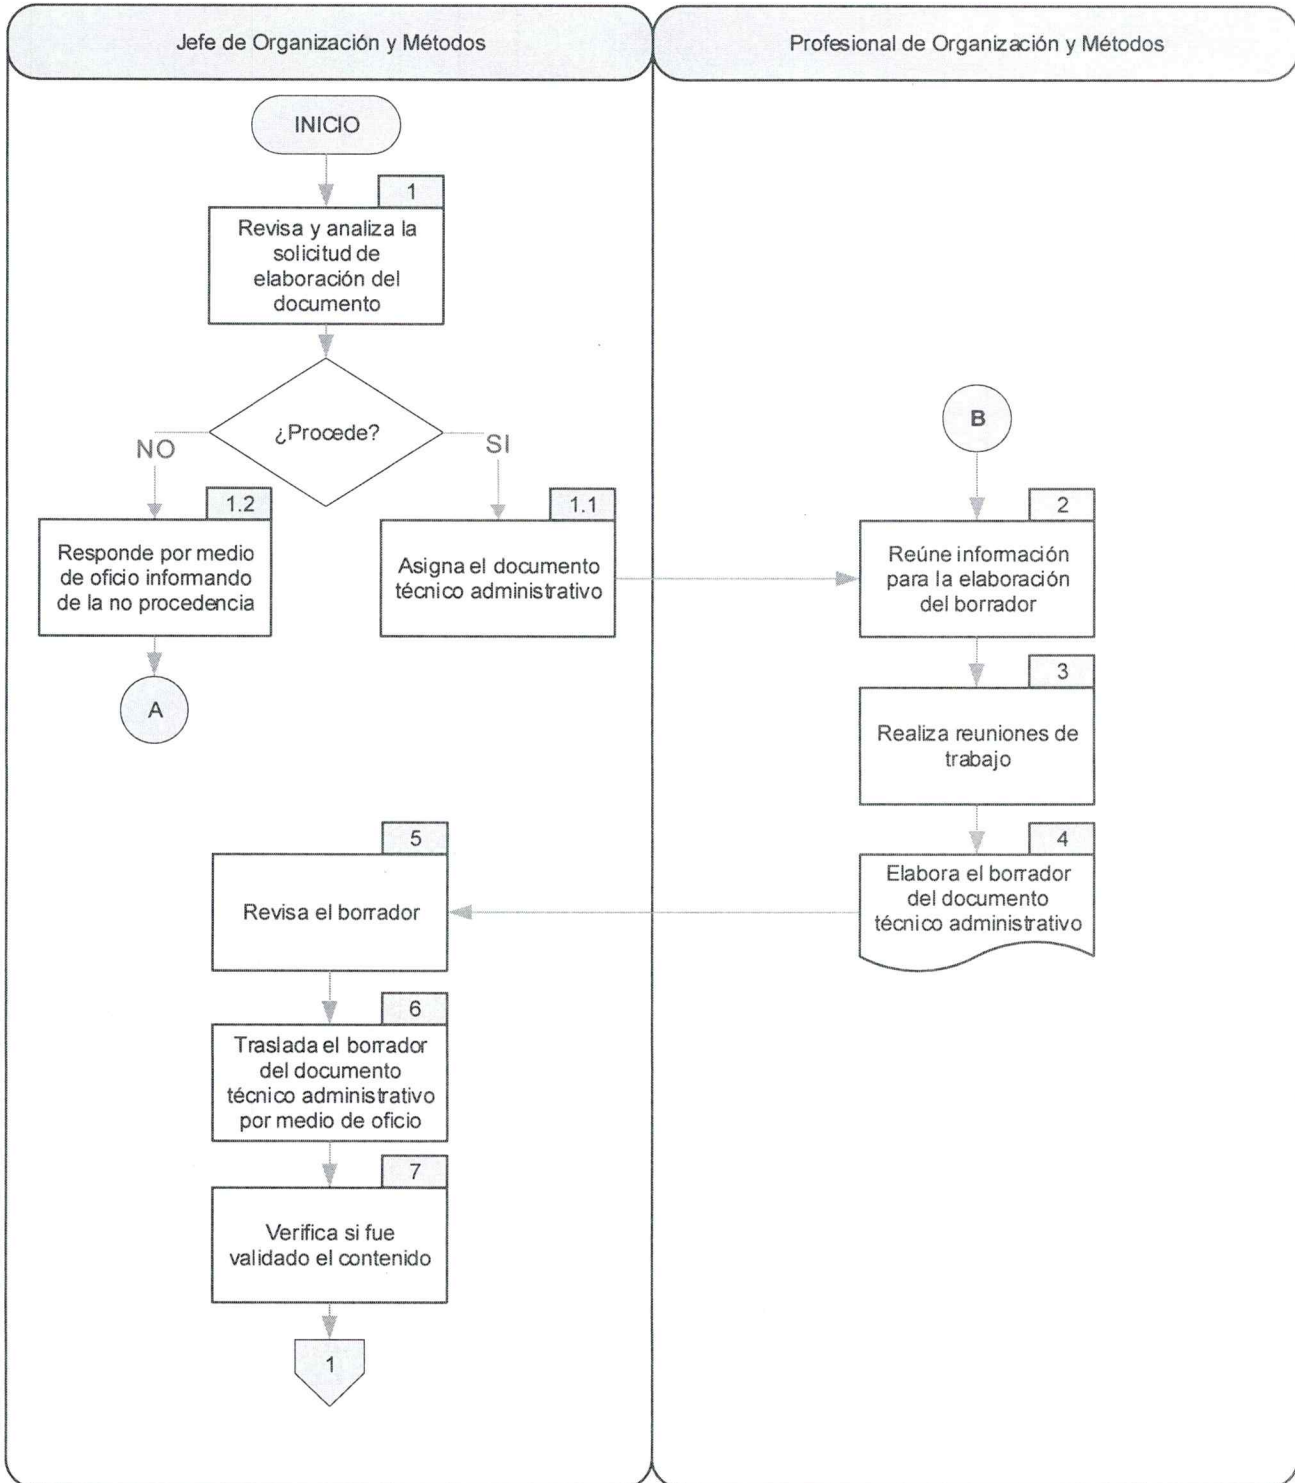 Jefe de Organización y Métodos
Profesional de Organización y Métodos
INICIO
1
Revisa y analiza la
solicitud de
elaboración del
documento
¿Procede?
NO
SI
1.2
Responde por medio
de oficio informando
de la no procedencia
A
1.1
Asigna el documento
técnico administrativo
B
2
Reúne información
para la elaboración
del borrador
3
Realiza reuniones de
trabajo
4
Elabora el borrador
del documento
técnico administrativo
5
Revisa el borrador
6
Traslada el borrador
del documento
técnico administrativo
por medio de oficio
7
Verifica si fue
validado el contenido
1